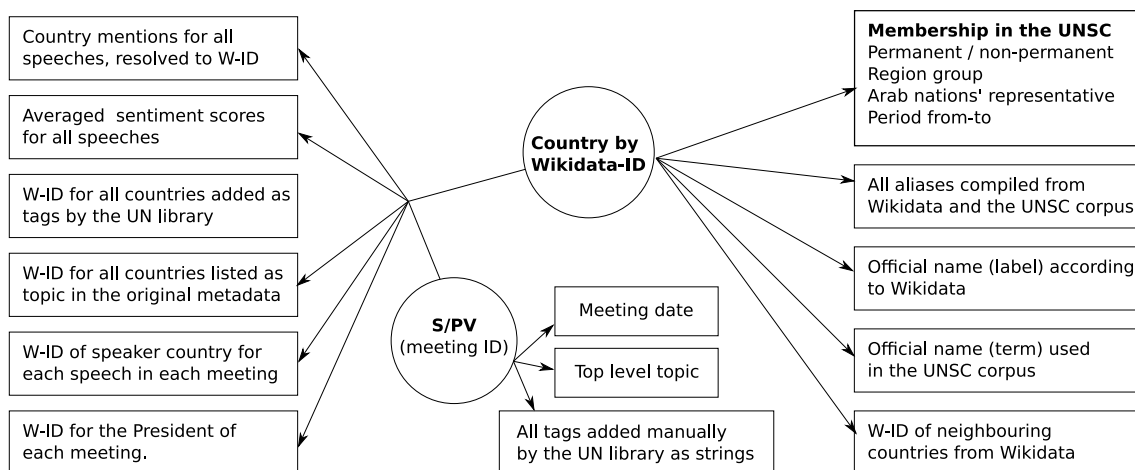 Country mentions for all
speeches, resolved to W-ID
Averaged  sentiment scores
for all speeches
W-ID for all countries added as
tags by the UN library
W-ID for all countries listed as
topic in the original metadata
W-ID of speaker country for
each speech in each meeting
W-ID for the President of
each meeting.
Country by
Wikidata-ID
S/PV
(meeting ID)
Meeting date
Top level topic
All tags added manually
by the UN library as strings
Membership in the UNSC
Permanent / non-permanent
Region group
Arab nations' representative
Period from-to
All aliases compiled from
Wikidata and the UNSC corpus
Official name (label) according
to Wikidata
Official name (term) used
in the UNSC corpus
W-ID of neighbouring
countries from Wikidata